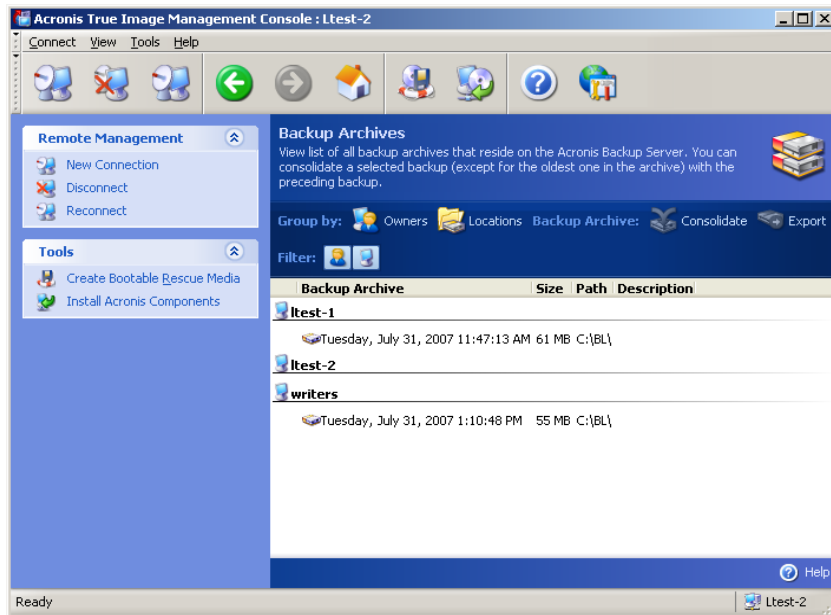 Acronis True Image Management Console : Ltest-2
Connect View Tools Help
Remote Management
New Connection
Disconnect
Reconnect
Tools
Create Bootable Rescue Media
Install Acronis Components
Backup Archives
View list of all backup archives that reside on the Acronis Backup Server. You can
consolidate a selected backup (except for the oldest one in the archive) with the
preceding backup.
Group by: Owners Locations Backup Archive: Consolidate Export
Filter:
Backup Archive Size Path Description
ltest-1
Tuesday, July 31, 2007 11:47:13 AM 61 MB C:\BL\
ltest-2
writers
Tuesday, July 31, 2007 1:10:48 PM 55 MB C:\BL\
Help
Ready Ltest-2